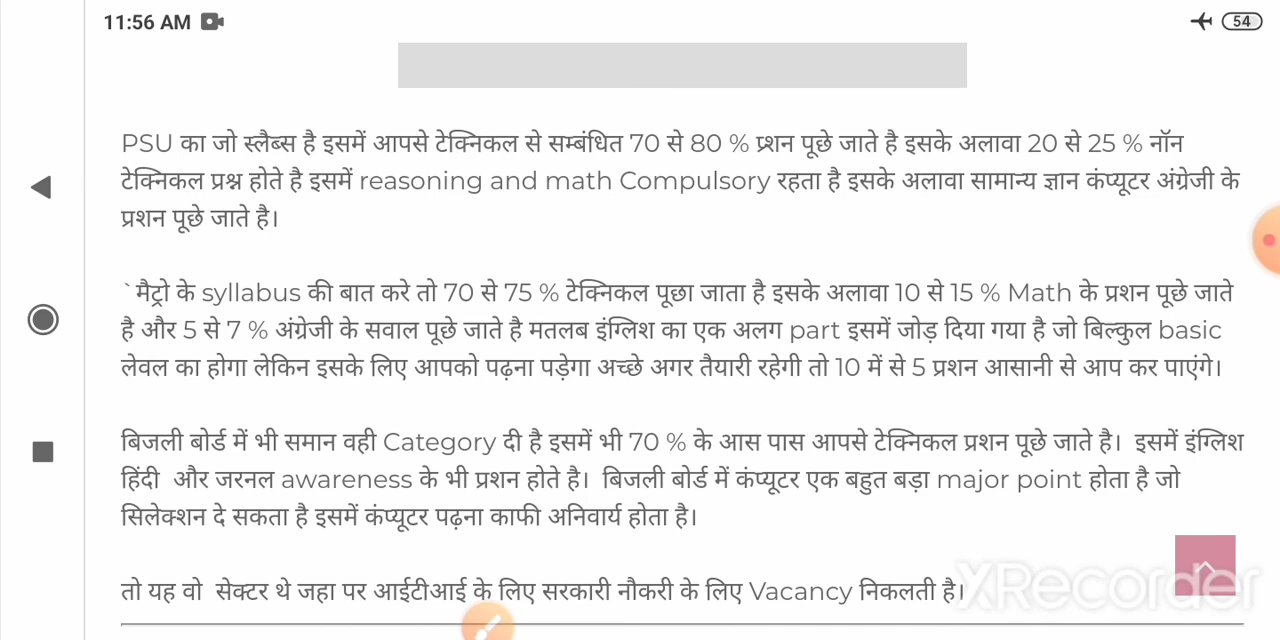 11:56 AM
54
PSU का जो स्लैब्स है इसमें आपसे टेक्निकल से सम्बंधित 70 से 80 % प्र्शन पूछे जाते है इसके अलावा 20 से 25 % नॉन
टेक्निकल प्रश्न होते है इसमें reasoning and math Compulsory रहता है इसके अलावा सामान्य ज्ञान कंप्यूटर अंग्रेजी के
प्रशन पूछे जाते है।
`मैट्रो के syllabus की बात करे तो 70 से 75 % टेक्निकल पूछा जाता है इसके अलावा 10 से 15 % Math के प्रशन पूछे जाते
है और 5 से 7 % अंग्रेजी के सवाल पूछे जाते है मतलब इंग्लिश का एक अलग part इसमें जोड़ दिया गया है जो बिल्कुल basic
लेवल का होगा लेकिन इसके लिए आपको पढ़ना पड़ेगा अच्छे अगर तैयारी रहेगी तो 10 में से 5 प्रशन आसानी से आप कर पाएंगे।
बिजली बोर्ड में भी समान वही Category दी है इसमें भी 70 % के आस पास आपसे टेक्निकल प्रशन पूछे जाते है। इसमें इंग्लिश
हिंदी और जरनल awareness के भी प्रशन होते है। बिजली बोर्ड में कंप्यूटर एक बहुत बड़ा major point होता है जो
सिलेक्शन दे सकता है इसमें कंप्यूटर पढ़ना काफी अनिवार्य होता है।
तो यह वो सेक्टर थे जहा पर आईटीआई के लिए सरकारी नौकरी के लिए Vacancy निकलती है।
XRecorder